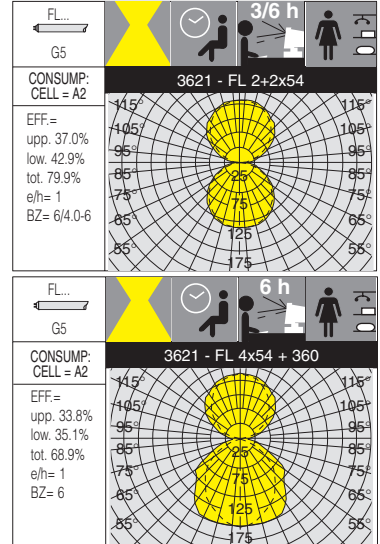 FL...
3/6 h
G5
CONSUMP:
CELL = A2
3621 - FL 2+2x54
EFF.=
upp. 37.0%
low. 42.9%
tot. 79.9%
e/h= 1
BZ= 6/4.0-6
115° 115°
105° 105°
95° 95°
85° 25 85°
75° 75 75°
65° 65°
125
55° 55°
175
FL...
6 h
G5
CONSUMP:
CELL = A2
3621 - FL 4x54 + 360
EFF.=
upp. 33.8%
low. 35.1%
tot. 68.9%
e/h= 1
BZ= 6
115° 115°
105° 105°
95° 95°
85° 25 85°
75° 75 75°
65° 65°
125
55° 55°
175